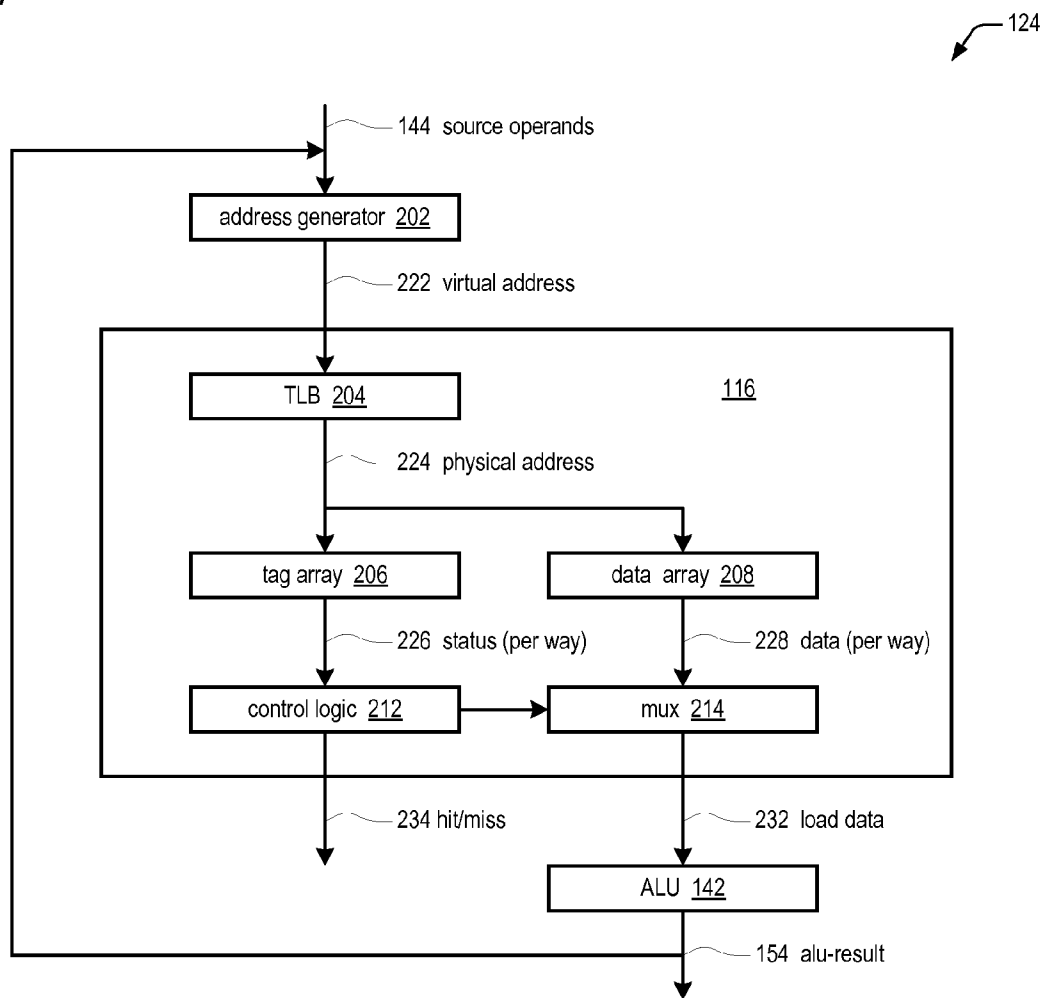 124
144 source operands
address generator 202
222 virtual address
TLB 204
116
224 physical address
tag array 206
data array 208
226 status (per way)
228 data (per way)
control logic 212
mux 214
234 hit/miss
232 load data
ALU 142
154 alu-result